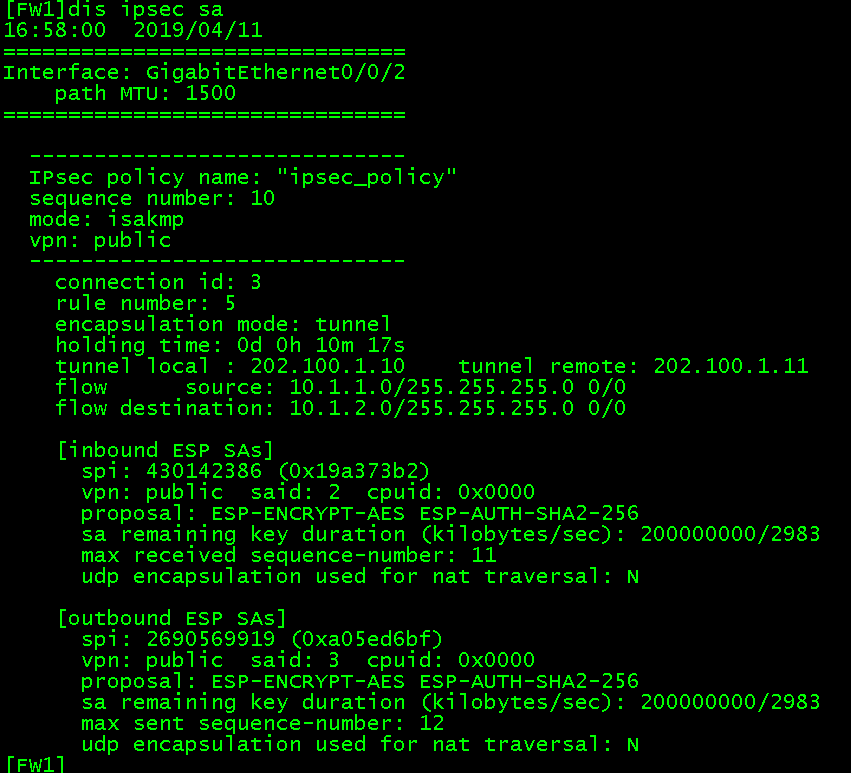 [FW1]dis ipsec sa
16:58:00  2019/04/11
===============================
Interface: GigabitEthernet0/0/2
    path MTU: 1500
===============================
  -----------------------------
  IPsec policy name: "ipsec_policy"
  sequence number: 10
  mode: isakmp
  vpn: public
  -----------------------------
    connection id: 3
    rule number: 5
    encapsulation mode: tunnel
    holding time: 0d 0h 10m 17s
    tunnel local : 202.100.1.10    tunnel remote: 202.100.1.11
    flow      source: 10.1.1.0/255.255.255.0 0/0
    flow destination: 10.1.2.0/255.255.255.0 0/0
    [inbound ESP SAs]
      spi: 430142386 (0x19a373b2)
      vpn: public  said: 2  cpuid: 0x0000
      proposal: ESP-ENCRYPT-AES ESP-AUTH-SHA2-256
      sa remaining key duration (kilobytes/sec): 200000000/2983
      max received sequence-number: 11
      udp encapsulation used for nat traversal: N
    [outbound ESP SAs]
      spi: 2690569919 (0xa05ed6bf)
      vpn: public  said: 3  cpuid: 0x0000
      proposal: ESP-ENCRYPT-AES ESP-AUTH-SHA2-256
      sa remaining key duration (kilobytes/sec): 200000000/2983
      max sent sequence-number: 12
      udp encapsulation used for nat traversal: N
[FW1]